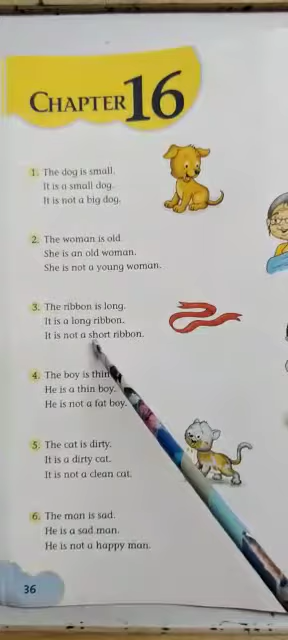 CHAPTER 16
1. The dog is small.
It is a small dog.
It is not a big dog.
2. The woman is old.
She is an old woman.
She is not a young woman.
3. The ribbon is long.
It is a long ribbon.
It is not a short ribbon.
4. The boy is thin
He is a thin boy.
He is not a fat boy.
5. The cat is dirty.
It is a dirty cat.
It is not a clean cat.
6. The man is sad.
He is a sad man.
He is not a happy man.
36